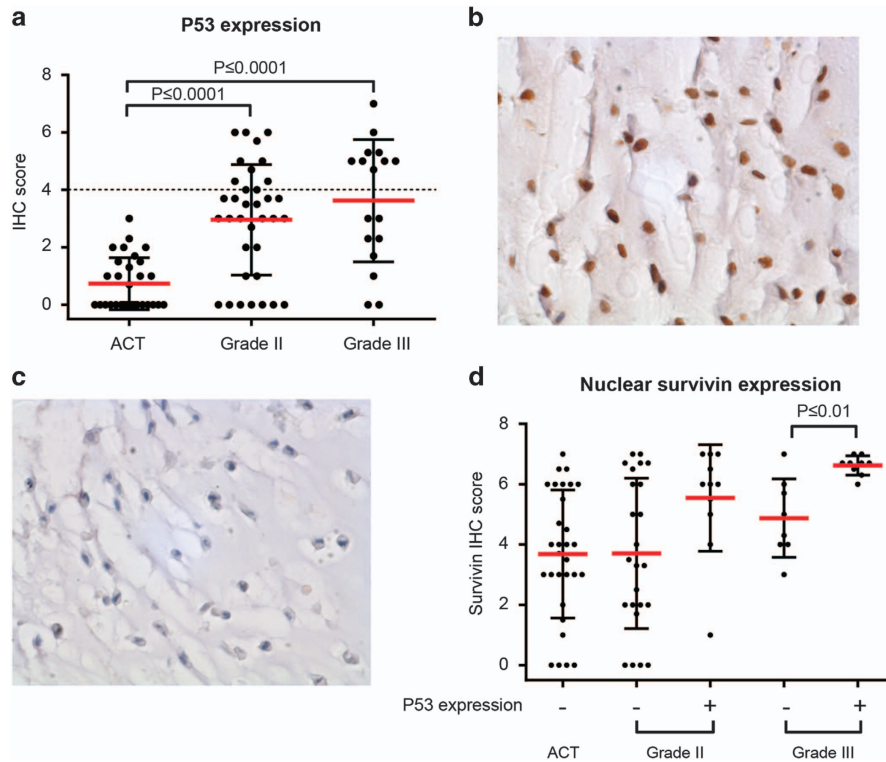 a
P53 expression
P≤0.0001
P≤0.0001
8
6
4
2
0
IHC score
ACT
Grade II
Grade III
b
c
d
Nuclear survivin expression
P≤0.01
8
6
4
2
0
Survivin IHC score
P53 expression - - + - +
ACT Grade II Grade III